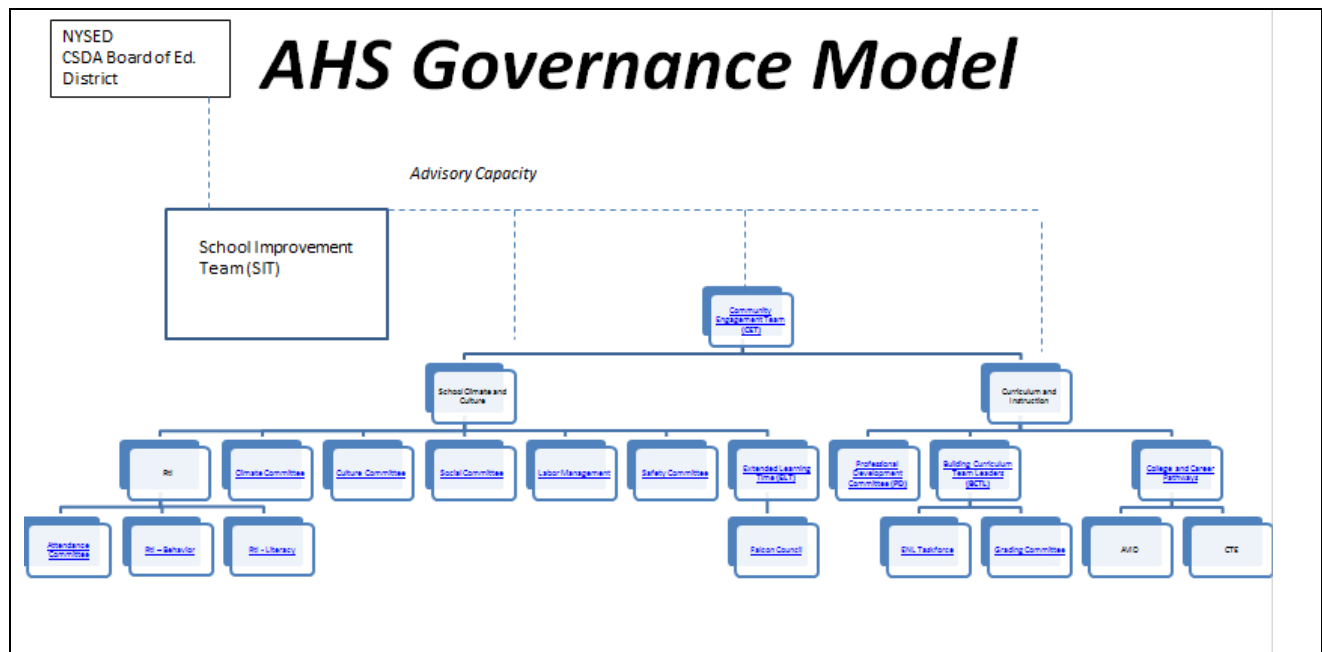 NYSED
CSDA Board of Ed.
District
AHS Governance Model
Advisory Capacity
School Improvement
Team (SIT)
Community
Engagement Team
(CET)
School Climate and
Culture
Curriculum and
Instruction
RtI
Climate Committee
Culture Committee
Social Committee
Labor Management
Safety Committee
Extended Learning
Time (ELT)
Professional
Development
Committee (PD)
Building Curriculum
Team Leaders
(BCTL)
College and Career
Pathways
Attendance
Committee
RtI – Behavior
RtI - Literacy
Falcon Council
ENL Taskforce
Grading Committee
AVID
CTE